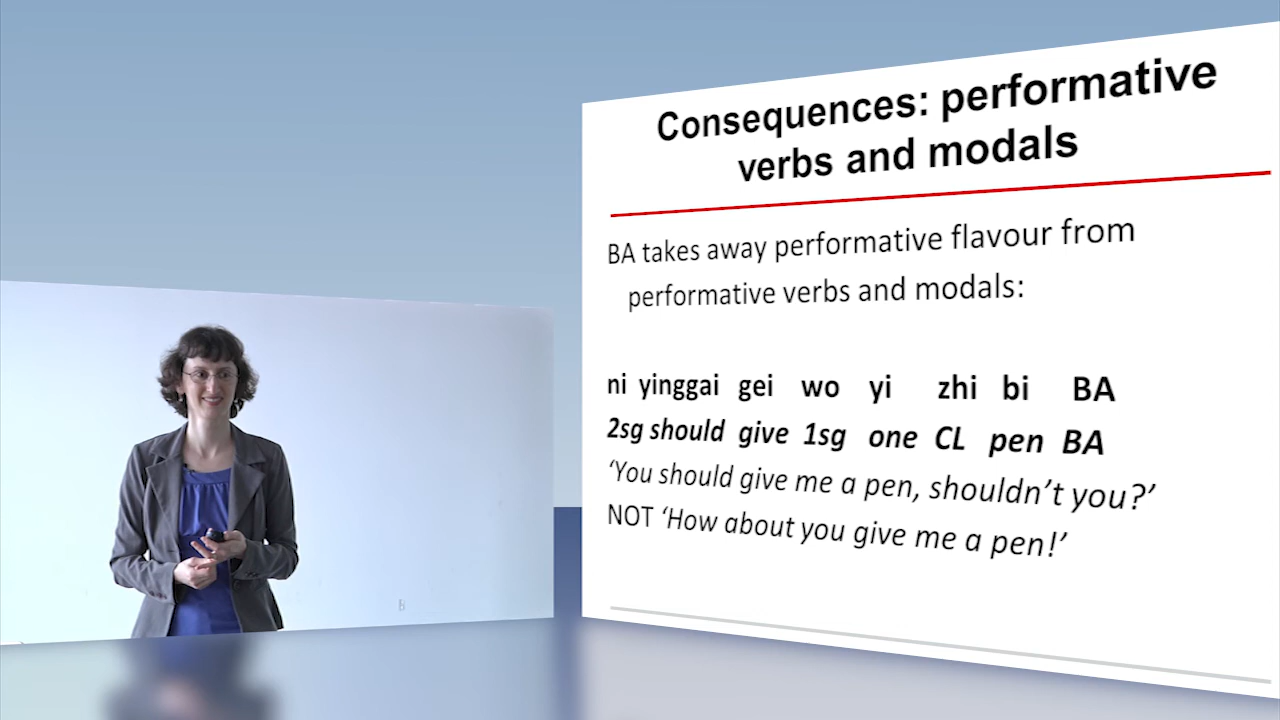 Consequences: performative
verbs and modals
BA takes away performative flavour from
performative verbs and modals:
ni yinggai gei wo yi zhi bi BA
2sg should give 1sg one CL pen BA
‘You should give me a pen, shouldn’t you?’
NOT ‘How about you give me a pen!’